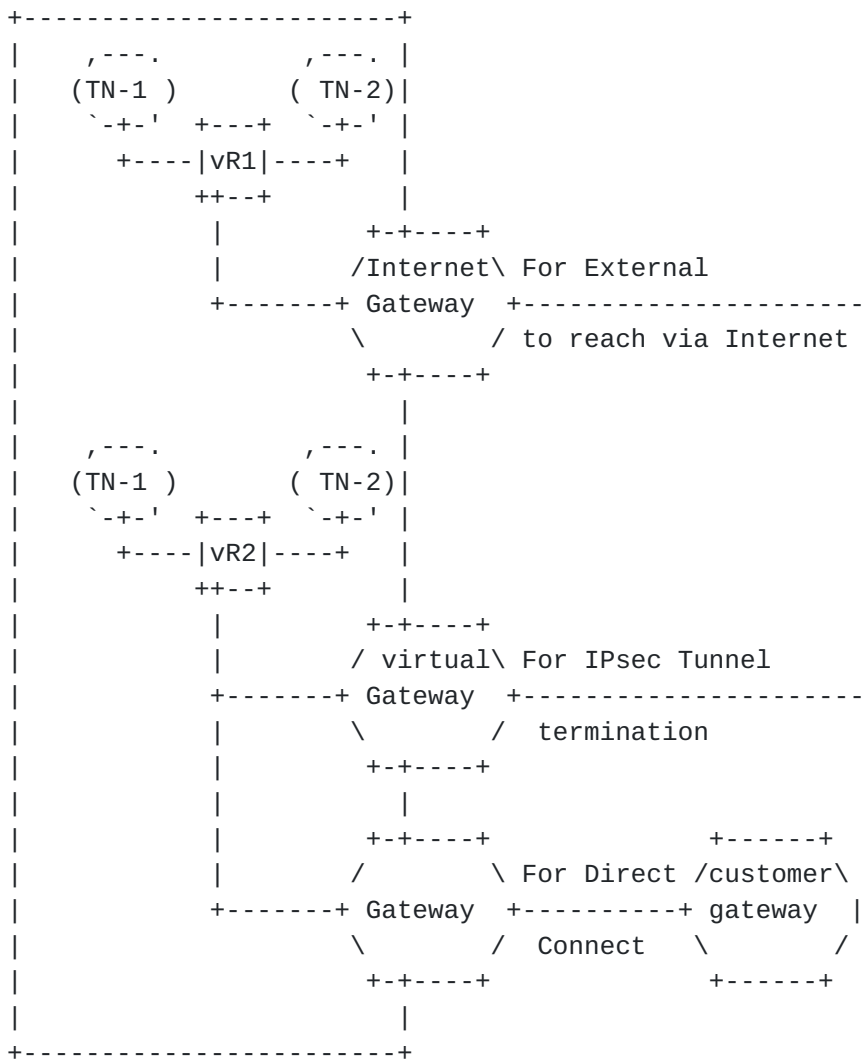 (TN-1 ) ( TN-2)
vR1
/Internet\ For External
Gateway
to reach via Internet
(TN-1 ) ( TN-2)
vR2
/ virtual\ For IPsec Tunnel
Gateway
termination
For Direct /customer\
Gateway gateway
Connect